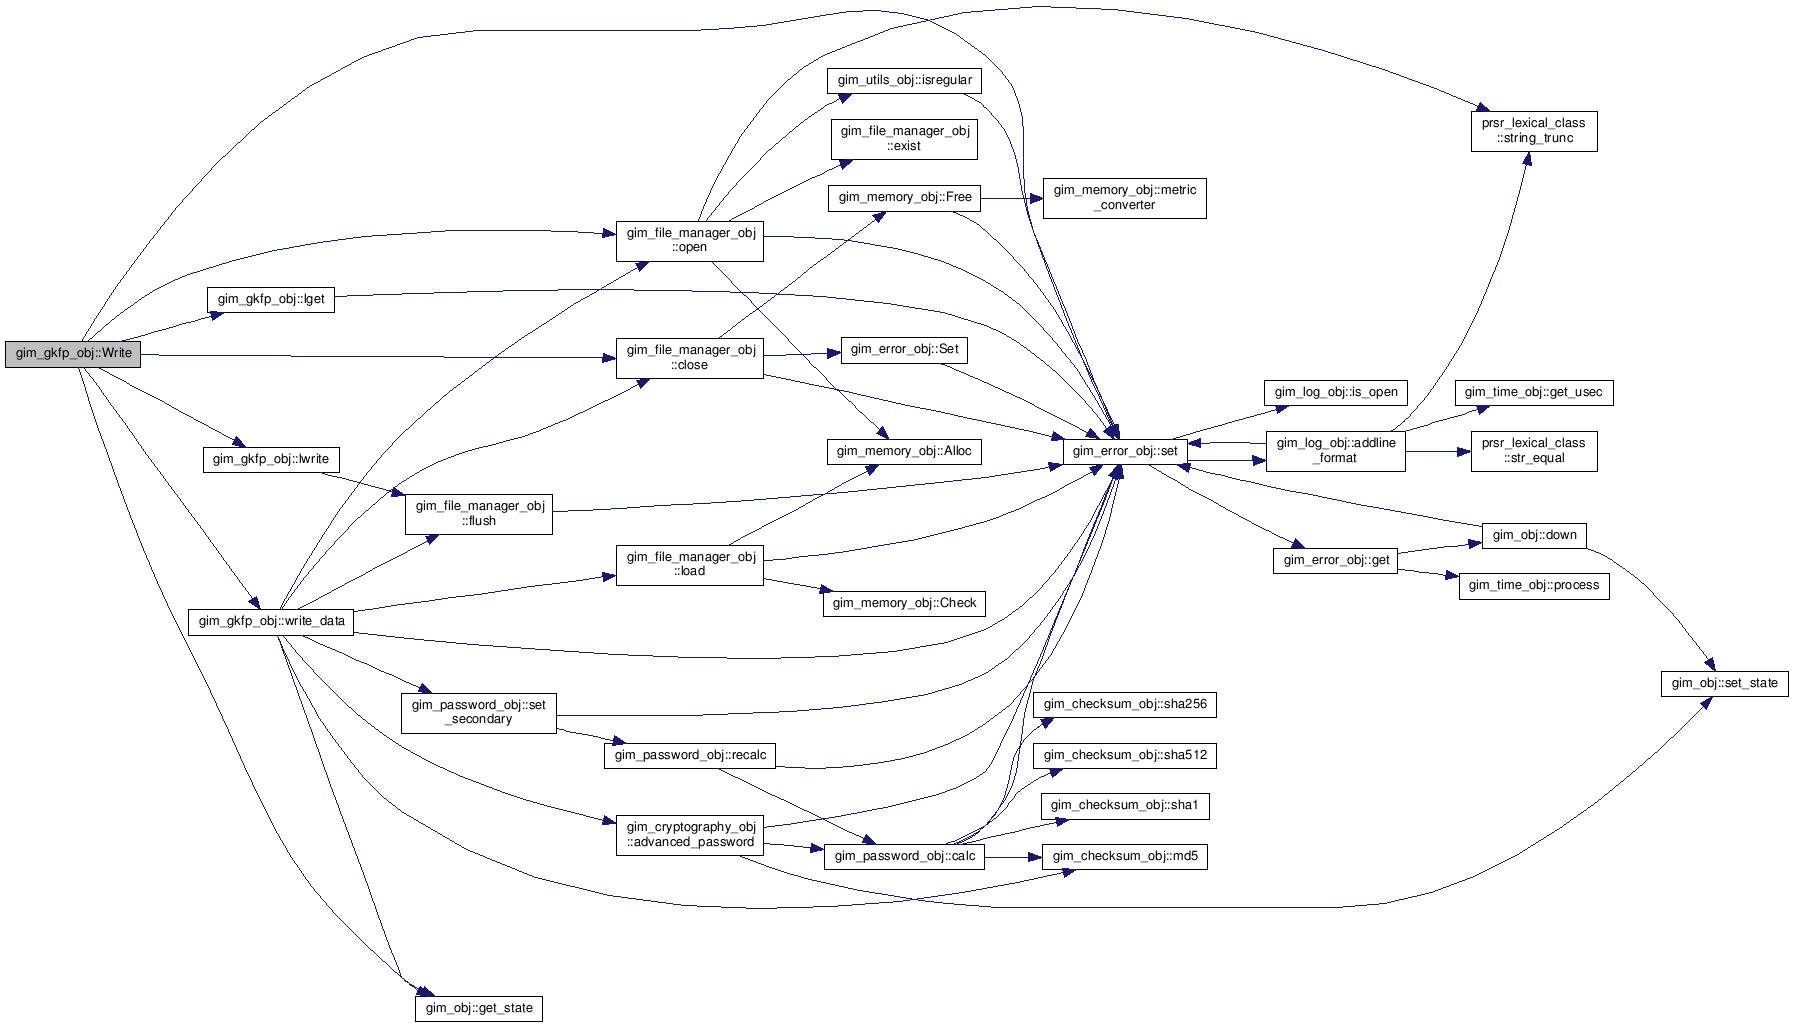 gim_utils_obj::isregular
gim_file_manager_obj
::exist
prsr_lexical_class
::string_trunc
gim_memory_obj::Free
gim_memory_obj::metric
_converter
gim_file_manager_obj
::open
gim_gkfp_obj::lget
gim_gkfp_obj::Write
gim_file_manager_obj
::close
gim_error_obj::Set
gim_log_obj::is_open
gim_time_obj::get_usec
gim_gkfp_obj::lwrite
gim_memory_obj::Alloc
gim_error_obj::set
gim_log_obj::addline
_format
prsr_lexical_class
::str_equal
gim_file_manager_obj
::flush
gim_file_manager_obj
::load
gim_memory_obj::Check
gim_error_obj::get
gim_obj::down
gim_time_obj::process
gim_gkfp_obj::write_data
gim_obj::set_state
gim_password_obj::set
_secondary
gim_password_obj::recalc
gim_checksum_obj::sha256
gim_checksum_obj::sha512
gim_checksum_obj::sha1
gim_cryptography_obj
::advanced_password
gim_password_obj::calc
gim_checksum_obj::md5
gim_obj::get_state